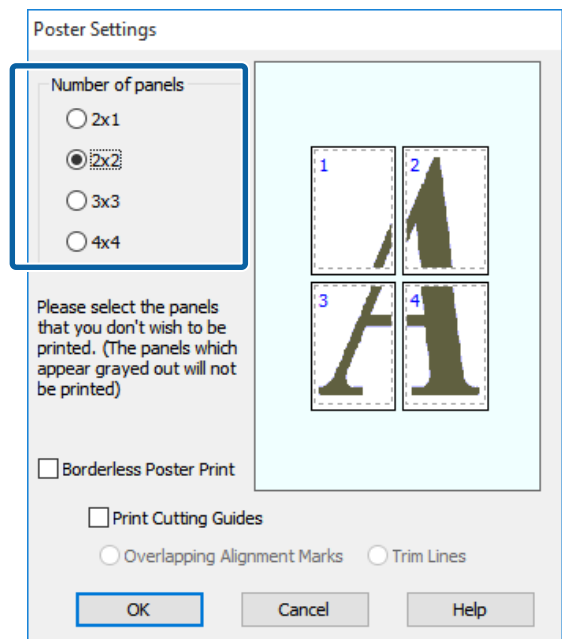 Poster Settings
Number of panels
2x1
2x2
3x3
4x4
1
2
3
4
Please select the panels
that you don't wish to be
printed. (The panels which
appear grayed out will not
be printed)
Borderless Poster Print
Print Cutting Guides
Overlapping Alignment Marks Trim Lines
OK Cancel Help